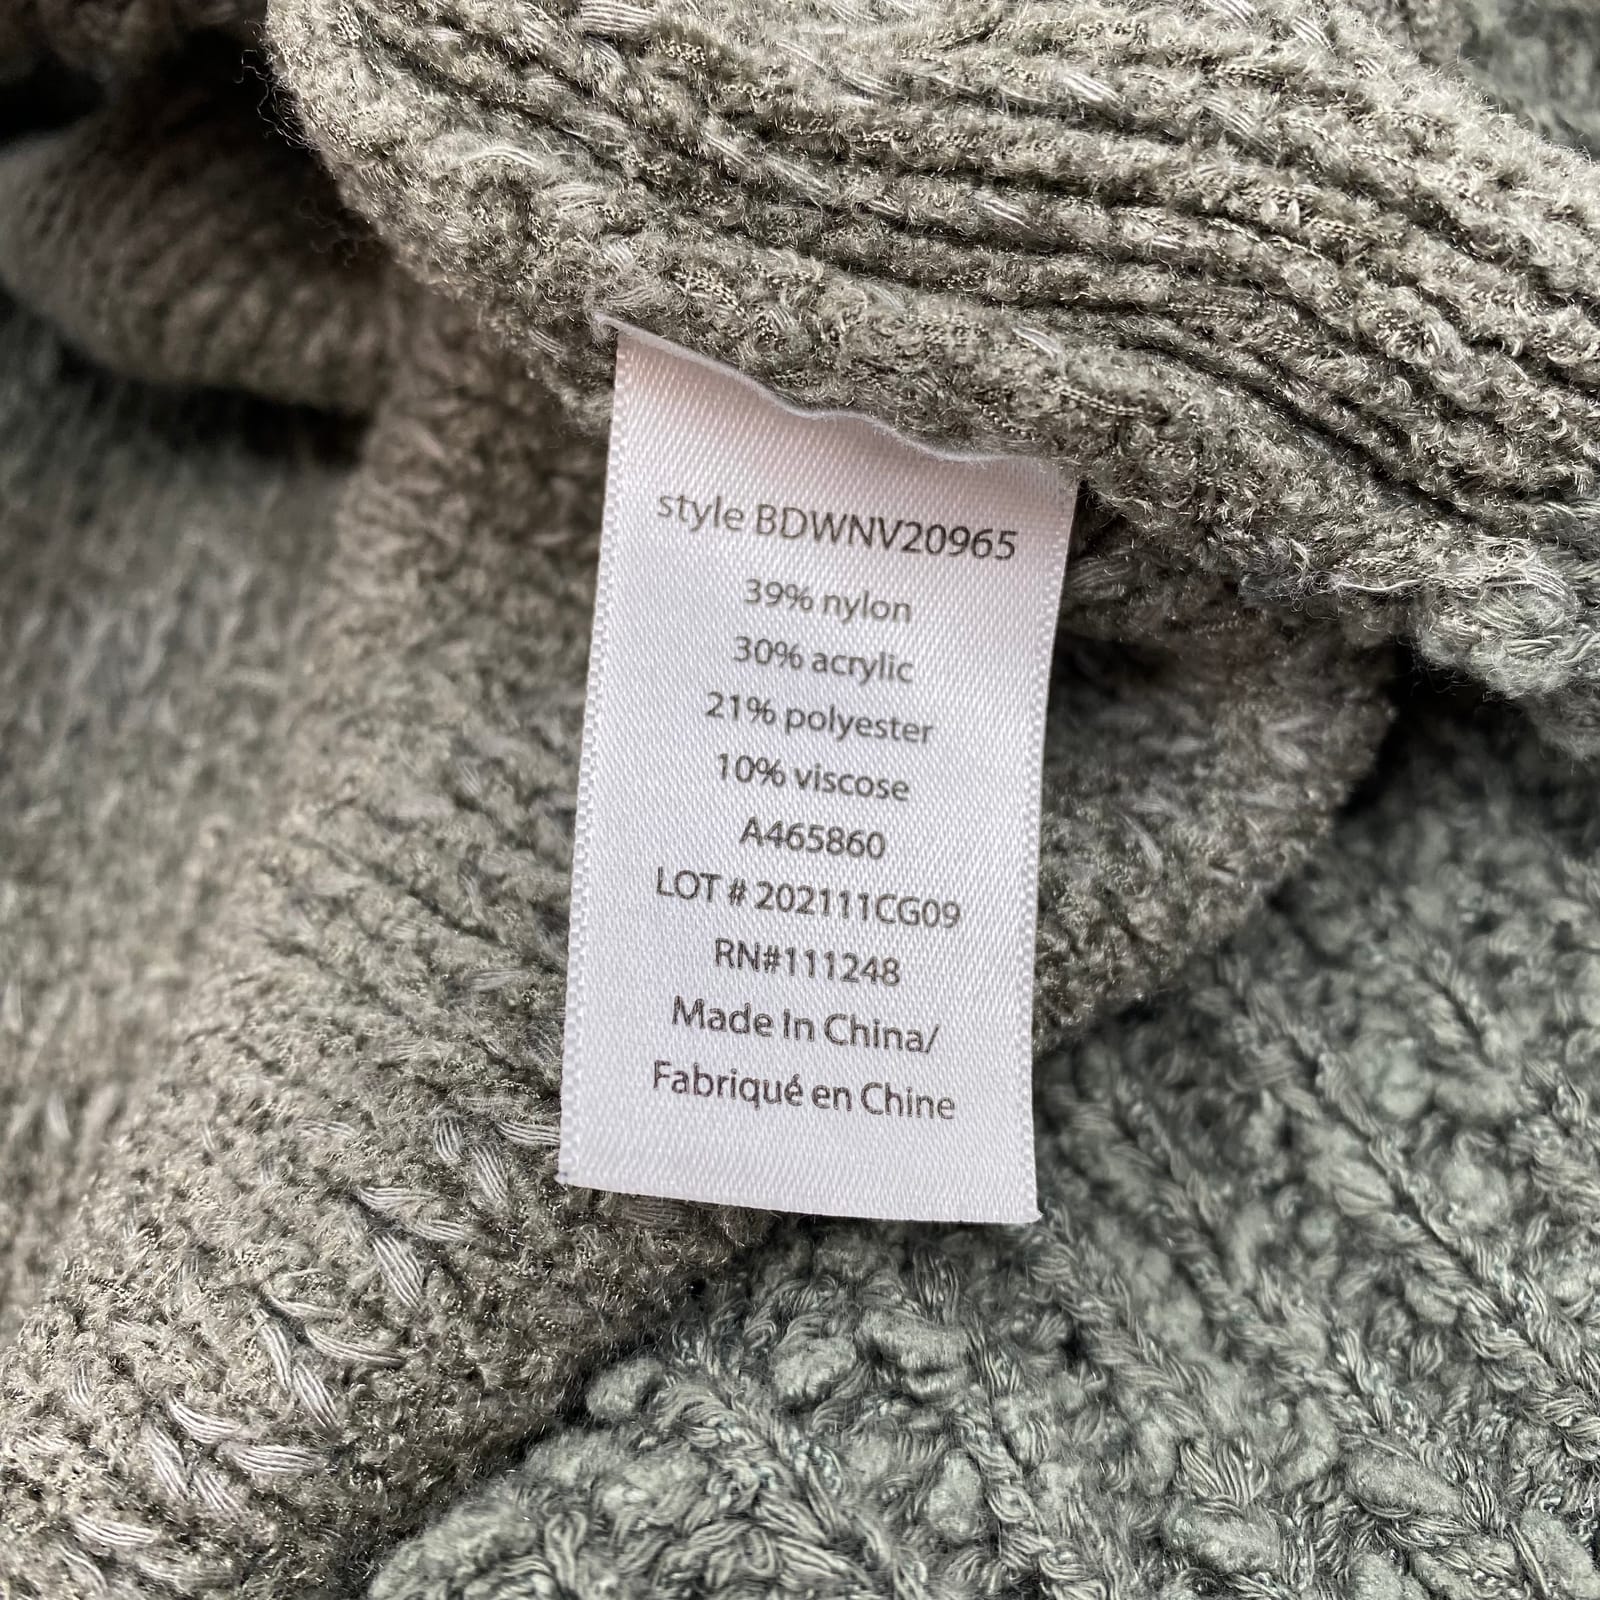 style BDWNV20965
39% nylon
30% acrylic
21% polyester
10% viscose
A465860
LOT # 202111CG09
RN#111248
Made In China/
Fabriqué en Chine